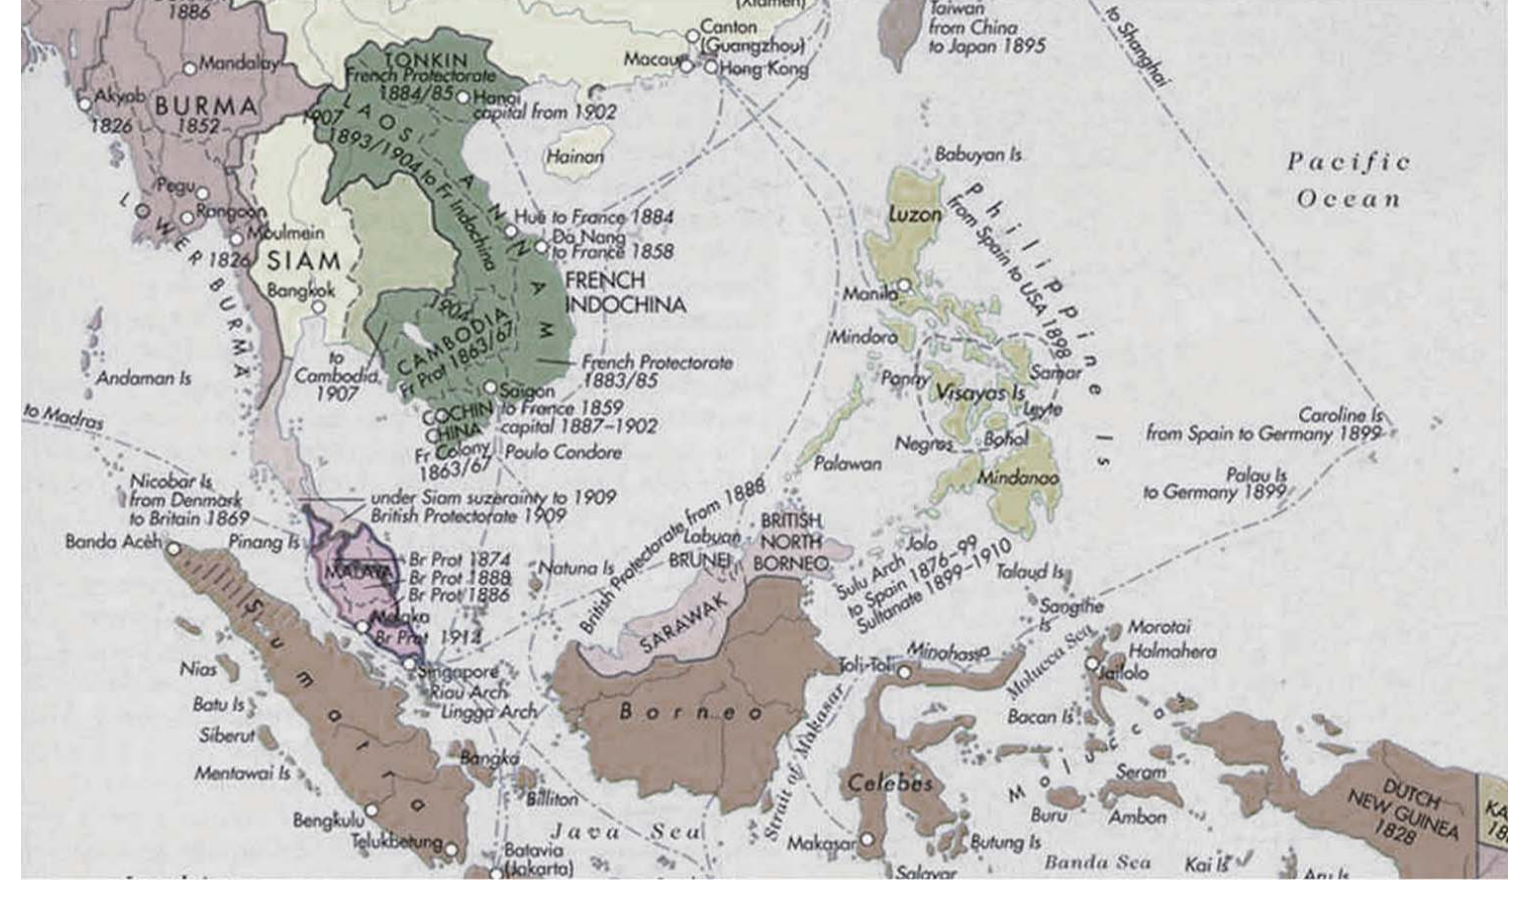 (Xiamen)
1886
Taiwan
from China
to Japan 1895
to Shanghai
Canton
(Guangzhou)
Macau
Hong Kong
Mandalay
TONKIN
French Protectorate
1884/85
Hanoi
capital from 1902
Akyab
1826
BURMA
1852
1907
LAOS
1893/1904 to Fr Indochina
Hainan
Babuyan Is
Pacific
Ocean
Pegu
Rangoon
Moulmein
1826
LOWER BURMA
SIAM
Bangkok
ANNAM
Hué to France 1884
Da Nang
to France 1858
FRENCH
INDOCHINA
Luzon
Philippine Is
from Spain to USA 1898
Manila
Mindoro
1904
CAMBODIA
Fr Prot 1863/67
to
Cambodia
1907
French Protectorate
1883/85
Andaman Is
Saigon
to France 1859
capital 1887–1902
COCHIN
CHINA
Fr Colony
1863/67
Poulo Condore
Panny
Samar
Visayas Is
Leyte
Negros
Bohol
Palawan
Mindanao
Caroline Is
from Spain to Germany 1899
Palau Is
to Germany 1899
to Madras
Nicobar Is
from Denmark
to Britain 1869
under Siam suzerainty to 1909
British Protectorate 1909
Banda Aceh
Pinang Is
British Protectorate from 1888
Labuan
BRUNEI
BRITISH
NORTH
BORNEO
Jolo
Sulu Arch
to Spain 1876–99
Sultanate 1899–1910
Talaud Is
MALAYA
Br Prot 1874
Br Prot 1888
Br Prot 1886
Natuna Is
Malaka
Br Prot 1914
SARAWAK
Sangihe
Is
Morotai
Halmahera
Molucca Sea
Minahassa
Toli-Toli
Jailolo
Sumatra
Nias
Singapore
Riau Arch
Lingga Arch
Batu Is
Siberut
Borneo
Bacan Is
Moluccas
Strait of Makasar
Bangka
Mentawai Is
Billiton
Celebes
Seram
Buru
Ambon
DUTCH
NEW GUINEA
1828
KA
18
Bengkulu
Telukbetung
Java Sea
Makasar
Butung Is
Batavia
(Jakarta)
Banda Sea
Kai Is
Salayar
Aru Is